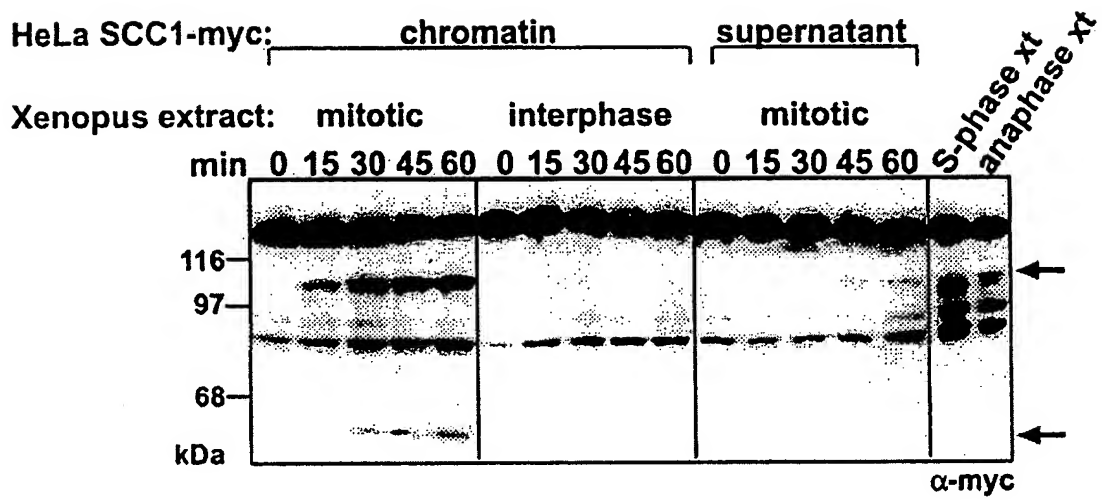 HeLa SCC1-myc: chromatin supernatant S-phase xt anaphase xt
Xenopus extract: mitotic interphase mitotic
min 0 15 30 45 60 0 15 30 45 60 0 15 30 45 60
116
97
68
kDa
α-myc